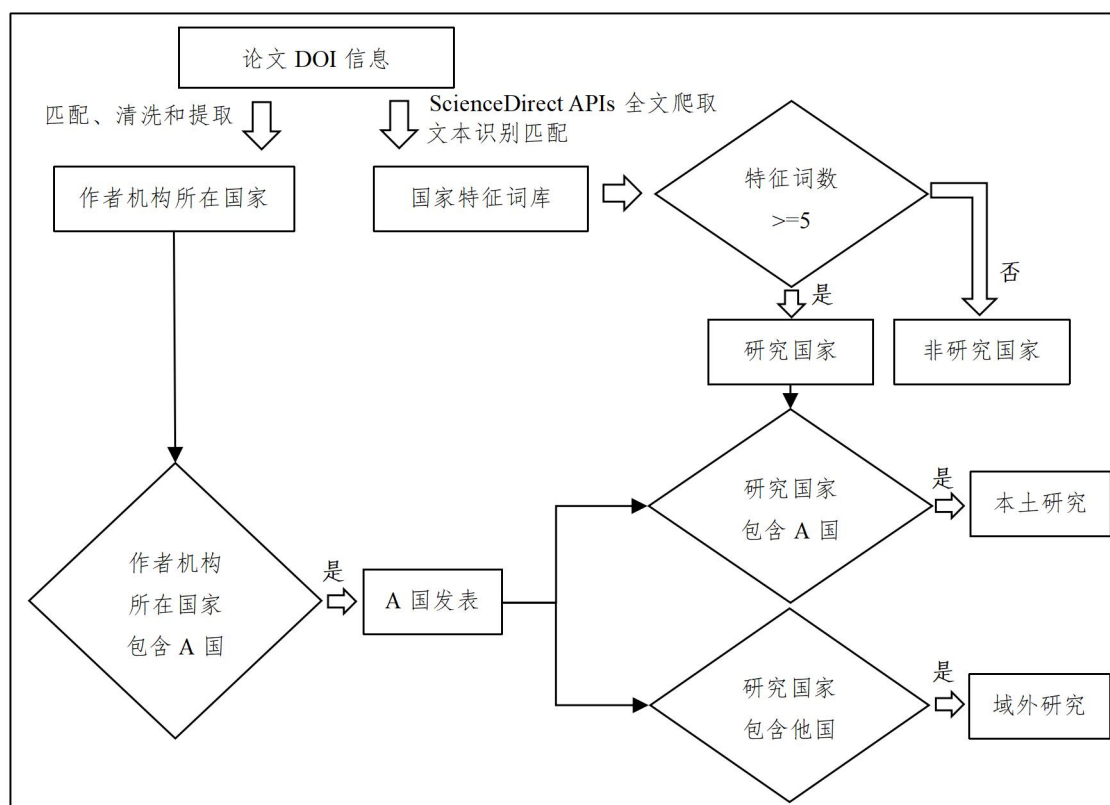 论文 DOI 信息
匹配、清洗和提取
ScienceDirect APIs 全文爬取
文本识别匹配
作者机构所在国家
国家特征词库
特征词数
>=5
是
否
研究国家
非研究国家
作者机构
所在国家
包含 A 国
是
A 国发表
研究国家
包含 A 国
是
本土研究
研究国家
包含他国
是
域外研究